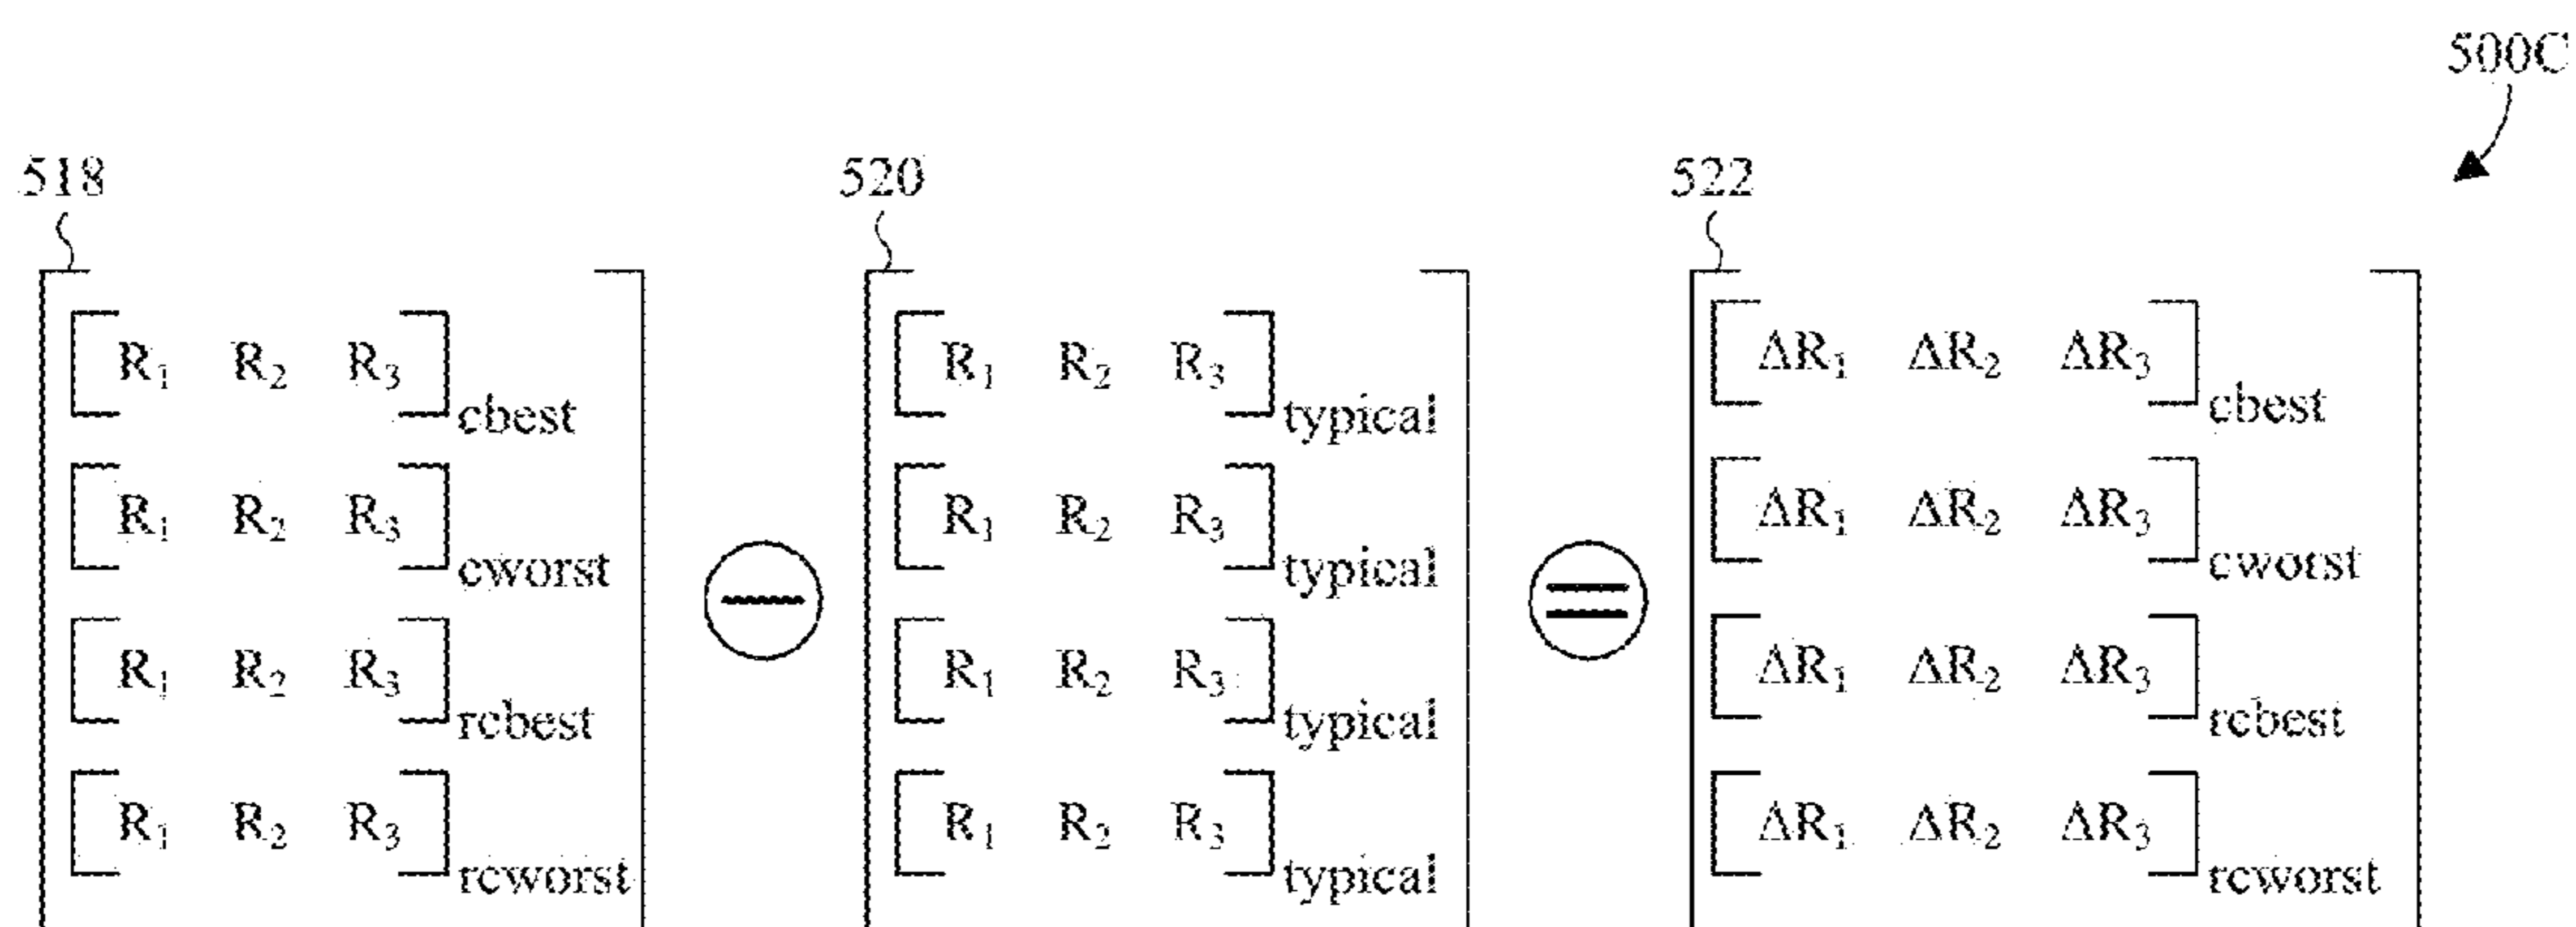 500C
518 520 522
R₁ R₂ R₃ cbest R₁ R₂ R₃ typical ΔR₁ ΔR₂ ΔR₃ cbest
R₁ R₂ R₃ cworst R₁ R₂ R₃ typical ΔR₁ ΔR₂ ΔR₃ cworst
− =
R₁ R₂ R₃ rcbest R₁ R₂ R₃ typical ΔR₁ ΔR₂ ΔR₃ rcbest
R₁ R₂ R₃ rcworst R₁ R₂ R₃ typical ΔR₁ ΔR₂ ΔR₃ rcworst